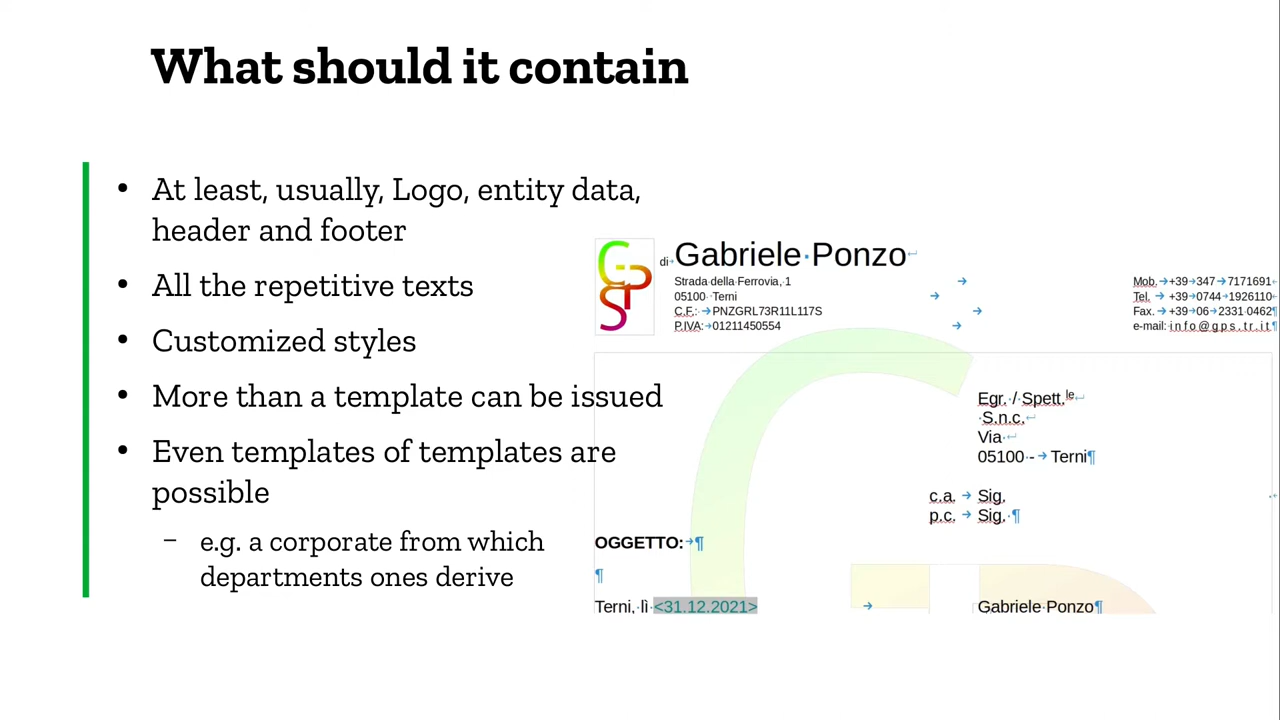 What should it contain
• At least, usually, Logo, entity data,
header and footer
• All the repetitive texts
• Customized styles
• More than a template can be issued
• Even templates of templates are
possible
– e.g. a corporate from which
departments ones derive
GPS
di Gabriele Ponzo
Strada della Ferrovia, 1
05100 Terni
C.F.: PNZGRL73R11L117S
P.IVA: 01211450554
Mob. +39 347 7171691
Tel. +39 0744 1926110
Fax. +39 06 2331 0462
e-mail: info@gps.tr.it
Egr. / Spett.le
S.n.c.
Via
05100 - Terni
c.a. Sig.
p.c. Sig.
OGGETTO:
Terni, lì <31.12.2021>
Gabriele Ponzo